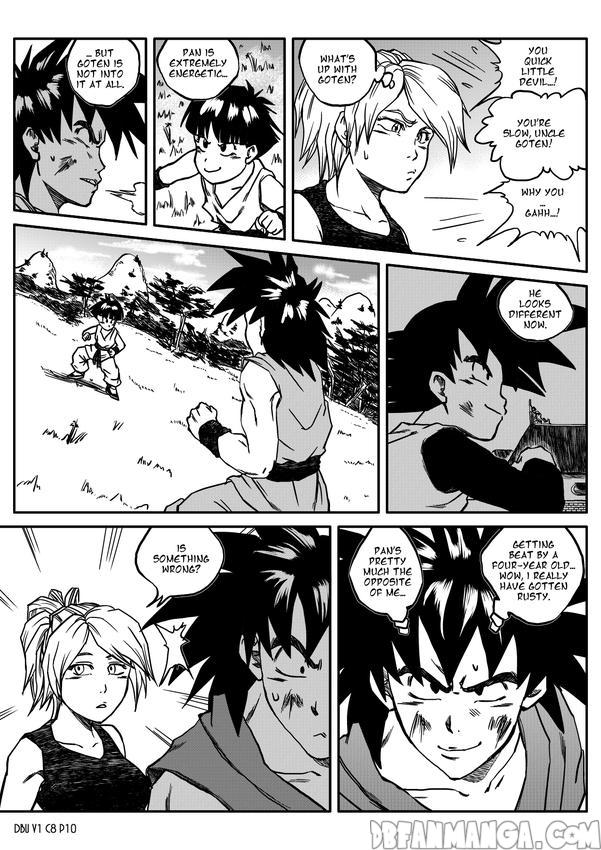 YOU
QUICK
LITTLE
DEVIL...!
YOU'RE
SLOW, UNCLE
GOTEN!
WHY YOU
...
GAHH...!
WHAT'S
UP WITH
GOTEN?
PAN IS
EXTREMELY
ENERGETIC...
... BUT
GOTEN IS
NOT INTO
IT AT ALL.
HE
LOOKS
DIFFERENT
NOW.
GETTING
BEAT BY A
FOUR-YEAR OLD...
WOW, I REALLY
HAVE GOTTEN
RUSTY.
PAN'S
PRETTY
MUCH THE
OPPOSITE
OF ME...
IS
SOMETHING
WRONG?
DBU V1 C8 P10
DBFANMANGA.COM